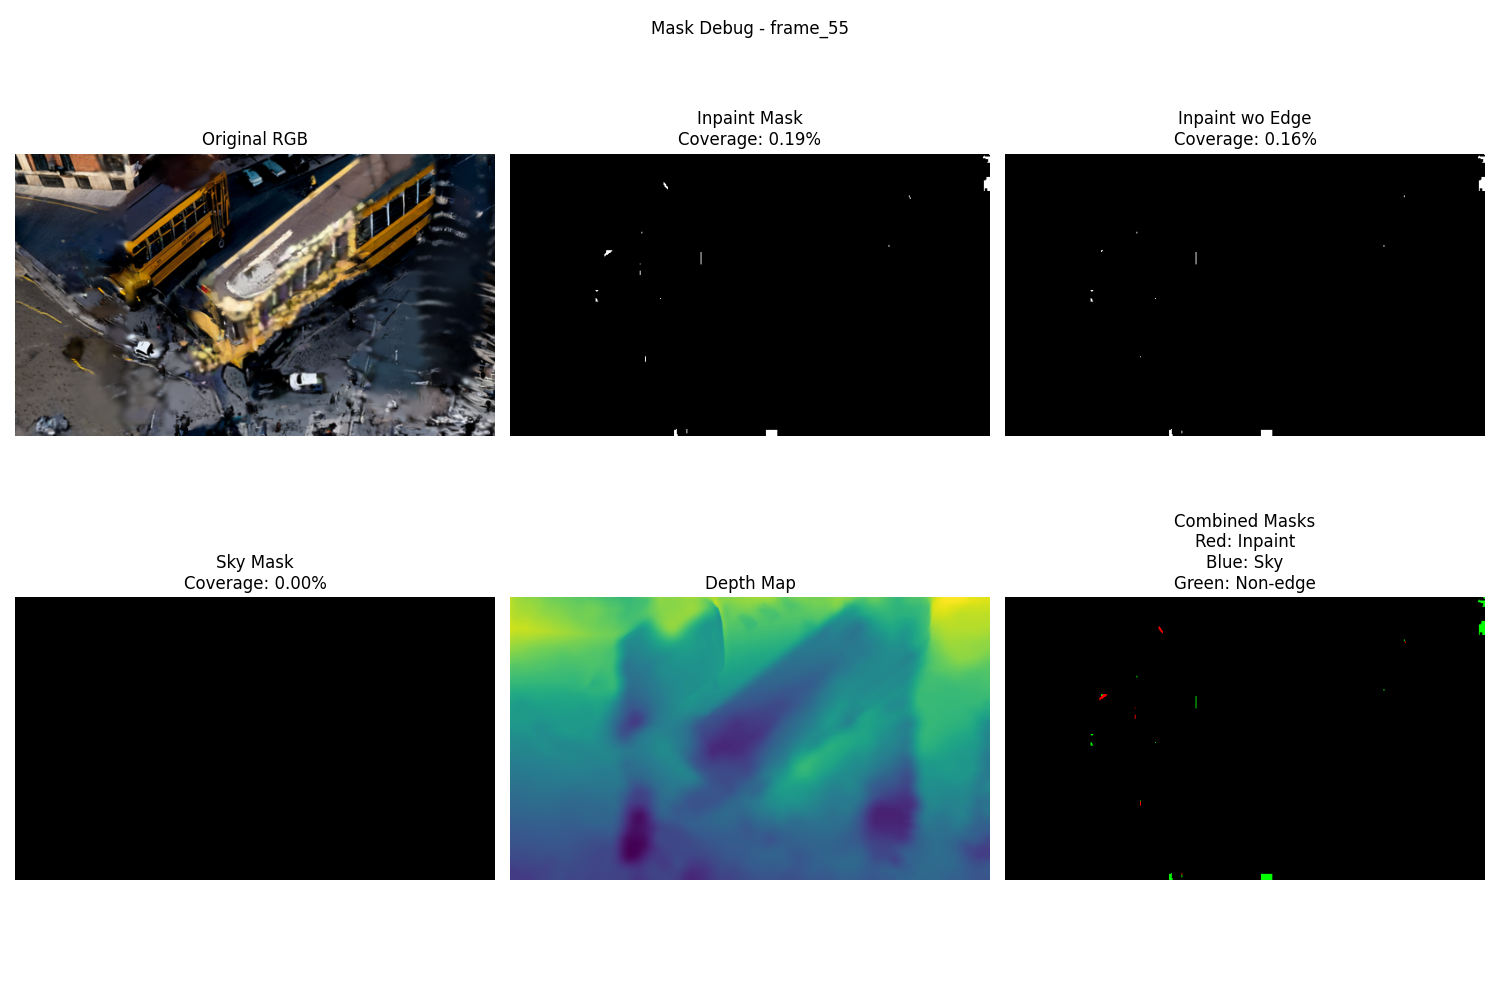 Mask Debug - frame_55
Original RGB
Inpaint Mask
Coverage: 0.19%
Inpaint wo Edge
Coverage: 0.16%
Sky Mask
Coverage: 0.00%
Depth Map
Combined Masks
Red: Inpaint
Blue: Sky
Green: Non-edge